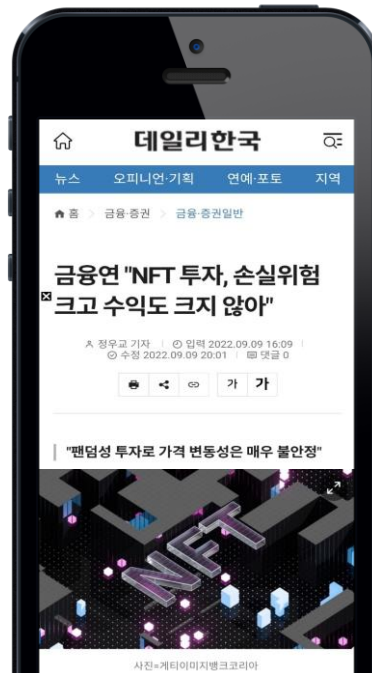 데일리한국
뉴스 오피니언·기획 연예·포토 지역
홈 > 금융·증권 > 금융·증권일반
금융연 "NFT 투자, 손실위험
크고 수익도 크지 않아"
정우교 기자 | 입력 2022.09.09 16:09 |
수정 2022.09.09 20:01 | 댓글 0
가 가
"팬덤성 투자로 가격 변동성은 매우 불안정"
NFT
사진=게티이미지뱅크코리아